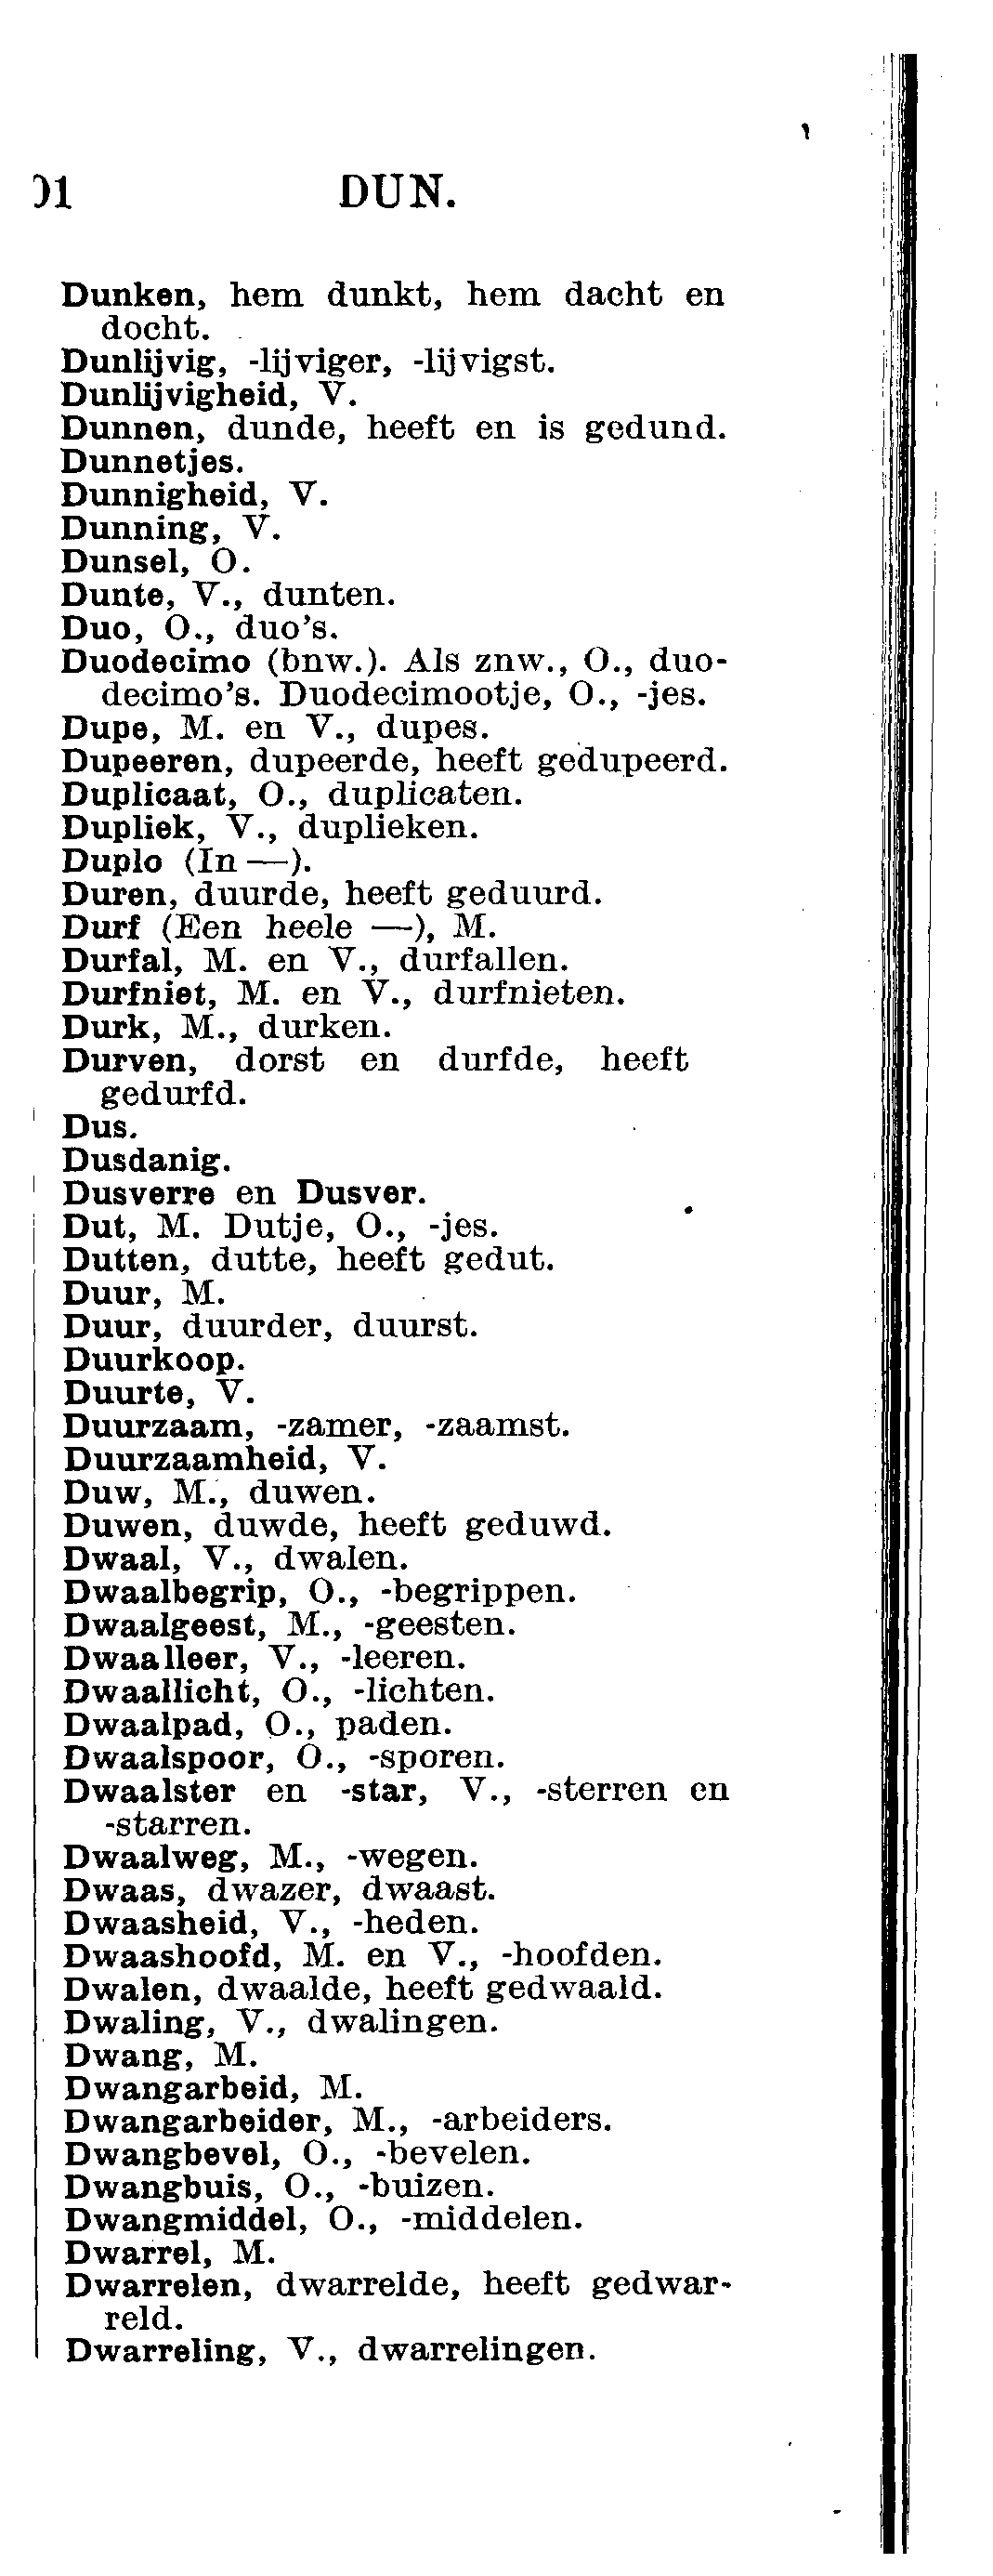 01 DUN.
Dunken, hem dunkt, hem dacht en
docht.
Dunlijvig, -lijviger, -lijvigst.
Dunlijvigheid, V.
Dunnen, dunde, heeft en is gedund.
Dunnetjes.
Dunnigheid, V.
Dunning, V.
Dunsel, O.
Dunte, V., dunten.
Duo, O., duo's.
Duodecimo (bnw.). Als znw., O., duo-
decimo's. Duodecimootje, O., -jes.
Dupe, M. en V., dupes.
Dupeeren, dupeerde, heeft gedupeerd.
Duplicaat, O., duplicaten.
Dupliek, V., duplieken.
Duplo (In —).
Duren, duurde, heeft geduurd.
Durf (Een heele —), M.
Durfal, M. en V., durfallen.
Durfniet, M. en V., durfnieten.
Durk, M., durken.
Durven, dorst en durfde, heeft
gedurfd.
Dus.
Dusdanig.
Dusverre en Dusver.
Dut, M. Dutje, O., -jes.
Dutten, dutte, heeft gedut.
Duur, M.
Duur, duurder, duurst.
Duurkoop.
Duurte, V.
Duurzaam, -zamer, -zaamst.
Duurzaamheid, V.
Duw, M., duwen.
Duwen, duwde, heeft geduwd.
Dwaal, V., dwalen.
Dwaalbegrip, O., -begrippen.
Dwaalgeest, M., -geesten.
Dwaalleer, V., -leeren.
Dwaallicht, O., -lichten.
Dwaalpad, O., paden.
Dwaalspoor, O., -sporen.
Dwaalster en -star, V., -sterren en
-starren.
Dwaalweg, M., -wegen.
Dwaas, dwazer, dwaast.
Dwaasheid, V., -heden.
Dwaashoofd, M. en V., -hoofden.
Dwalen, dwaalde, heeft gedwaald.
Dwaling, V., dwalingen.
Dwang, M.
Dwangarbeid, M.
Dwangarbeider, M., -arbeiders.
Dwangbevel, O., -bevelen.
Dwangbuis, O., -buizen.
Dwangmiddel, O., -middelen.
Dwarrel, M.
Dwarrelen, dwarrelde, heeft gedwar-
reld.
Dwarreling, V., dwarrelingen.